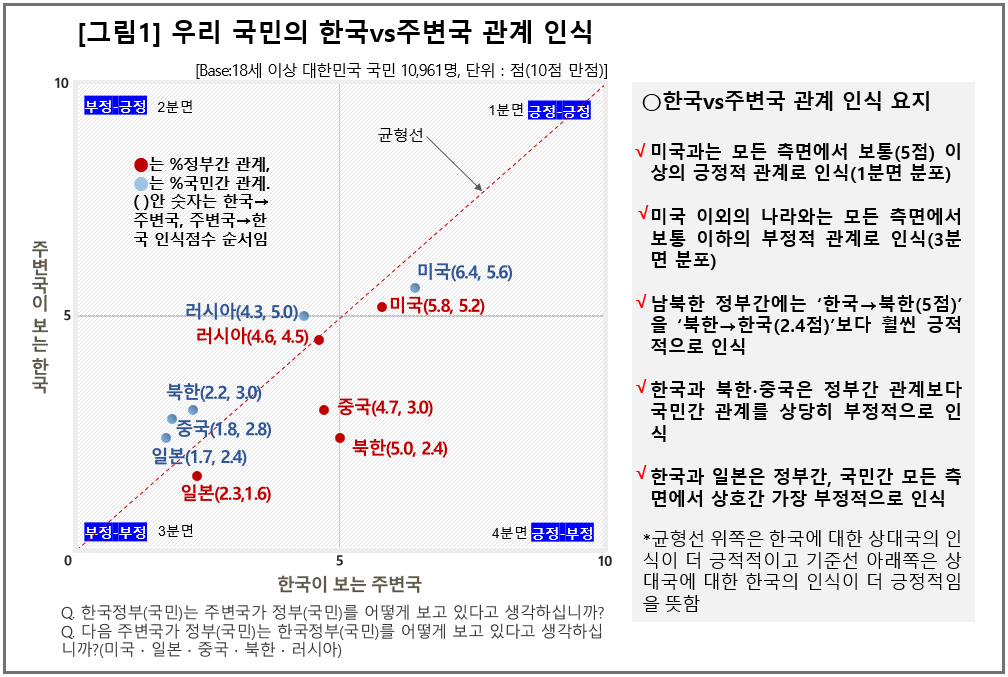 [그림1] 우리 국민의 한국vs주변국 관계 인식
[Base:18세 이상 대한민국 국민 10,961명, 단위 : 점(10점 만점)]
10
부정-긍정 2분면
1분면 긍정-긍정
균형선
는 %정부간 관계,
는 %국민간 관계.
( )안 숫자는 한국→
주변국, 주변국→한
국 인식점수 순서임
주변국이 보는 한국
미국(6.4, 5.6)
미국(5.8, 5.2)
러시아(4.3, 5.0)
5
러시아(4.6, 4.5)
북한(2.2, 3.0)
중국(4.7, 3.0)
중국(1.8, 2.8)
북한(5.0, 2.4)
일본(1.7, 2.4)
일본(2.3,1.6)
부정-부정 3분면
4분면 긍정-부정
0
5
10
한국이 보는 주변국
Q. 한국정부(국민)는 주변국가 정부(국민)를 어떻게 보고 있다고 생각하십니까?
Q. 다음 주변국가 정부(국민)는 한국정부(국민)를 어떻게 보고 있다고 생각하십
니까?(미국 · 일본 · 중국 · 북한 · 러시아)
○한국vs주변국 관계 인식 요지
√ 미국과는 모든 측면에서 보통(5점) 이
상의 긍정적 관계로 인식(1분면 분포)
√ 미국 이외의 나라와는 모든 측면에서
보통 이하의 부정적 관계로 인식(3분
면 분포)
√ 남북한 정부간에는 ‘한국→북한(5점)’
을 ‘북한→한국(2.4점)’보다 훨씬 긍적
적으로 인식
√ 한국과 북한·중국은 정부간 관계보다
국민간 관계를 상당히 부정적으로 인
식
√ 한국과 일본은 정부간, 국민간 모든 측
면에서 상호간 가장 부정적으로 인식
*균형선 위쪽은 한국에 대한 상대국의 인
식이 더 긍적적이고 기준선 아래쪽은 상
대국에 대한 한국의 인식이 더 긍정적임
을 뜻함